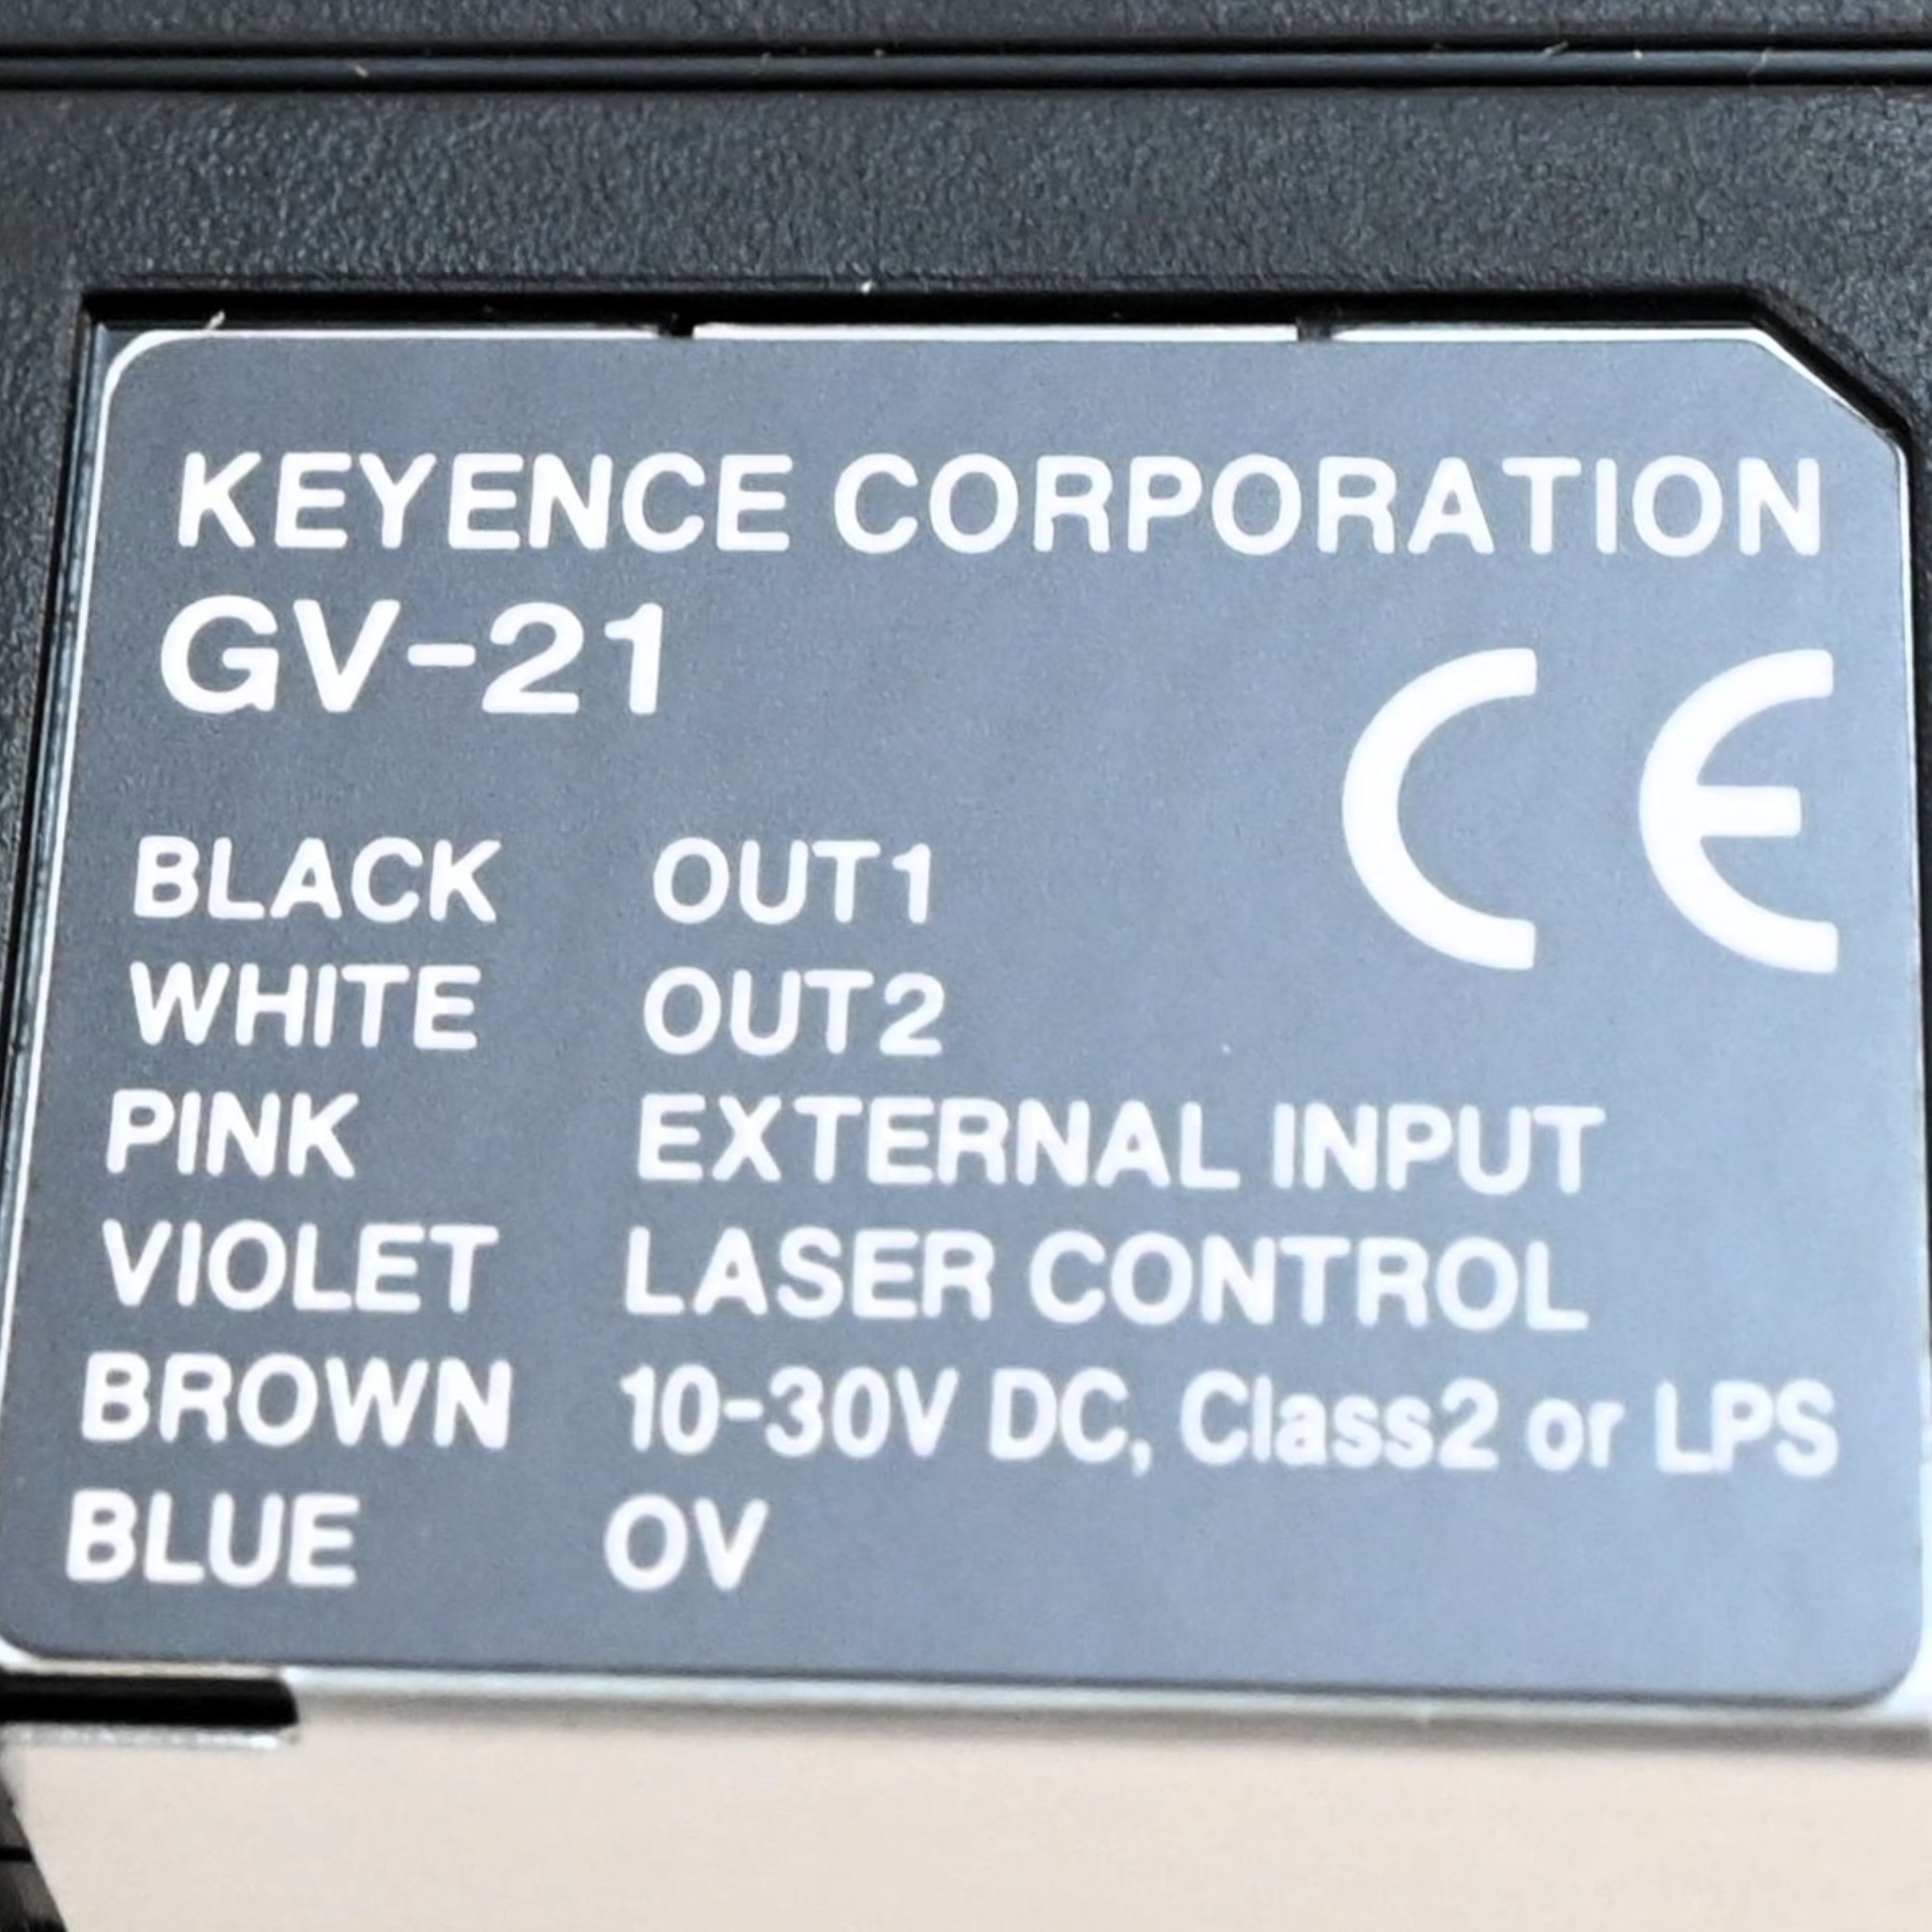 KEYENCE CORPORATION
GV-21
CE
BLACK OUT1
WHITE OUT2
PINK EXTERNAL INPUT
VIOLET LASER CONTROL
BROWN 10-30V DC, Class2 or LPS
BLUE 0V